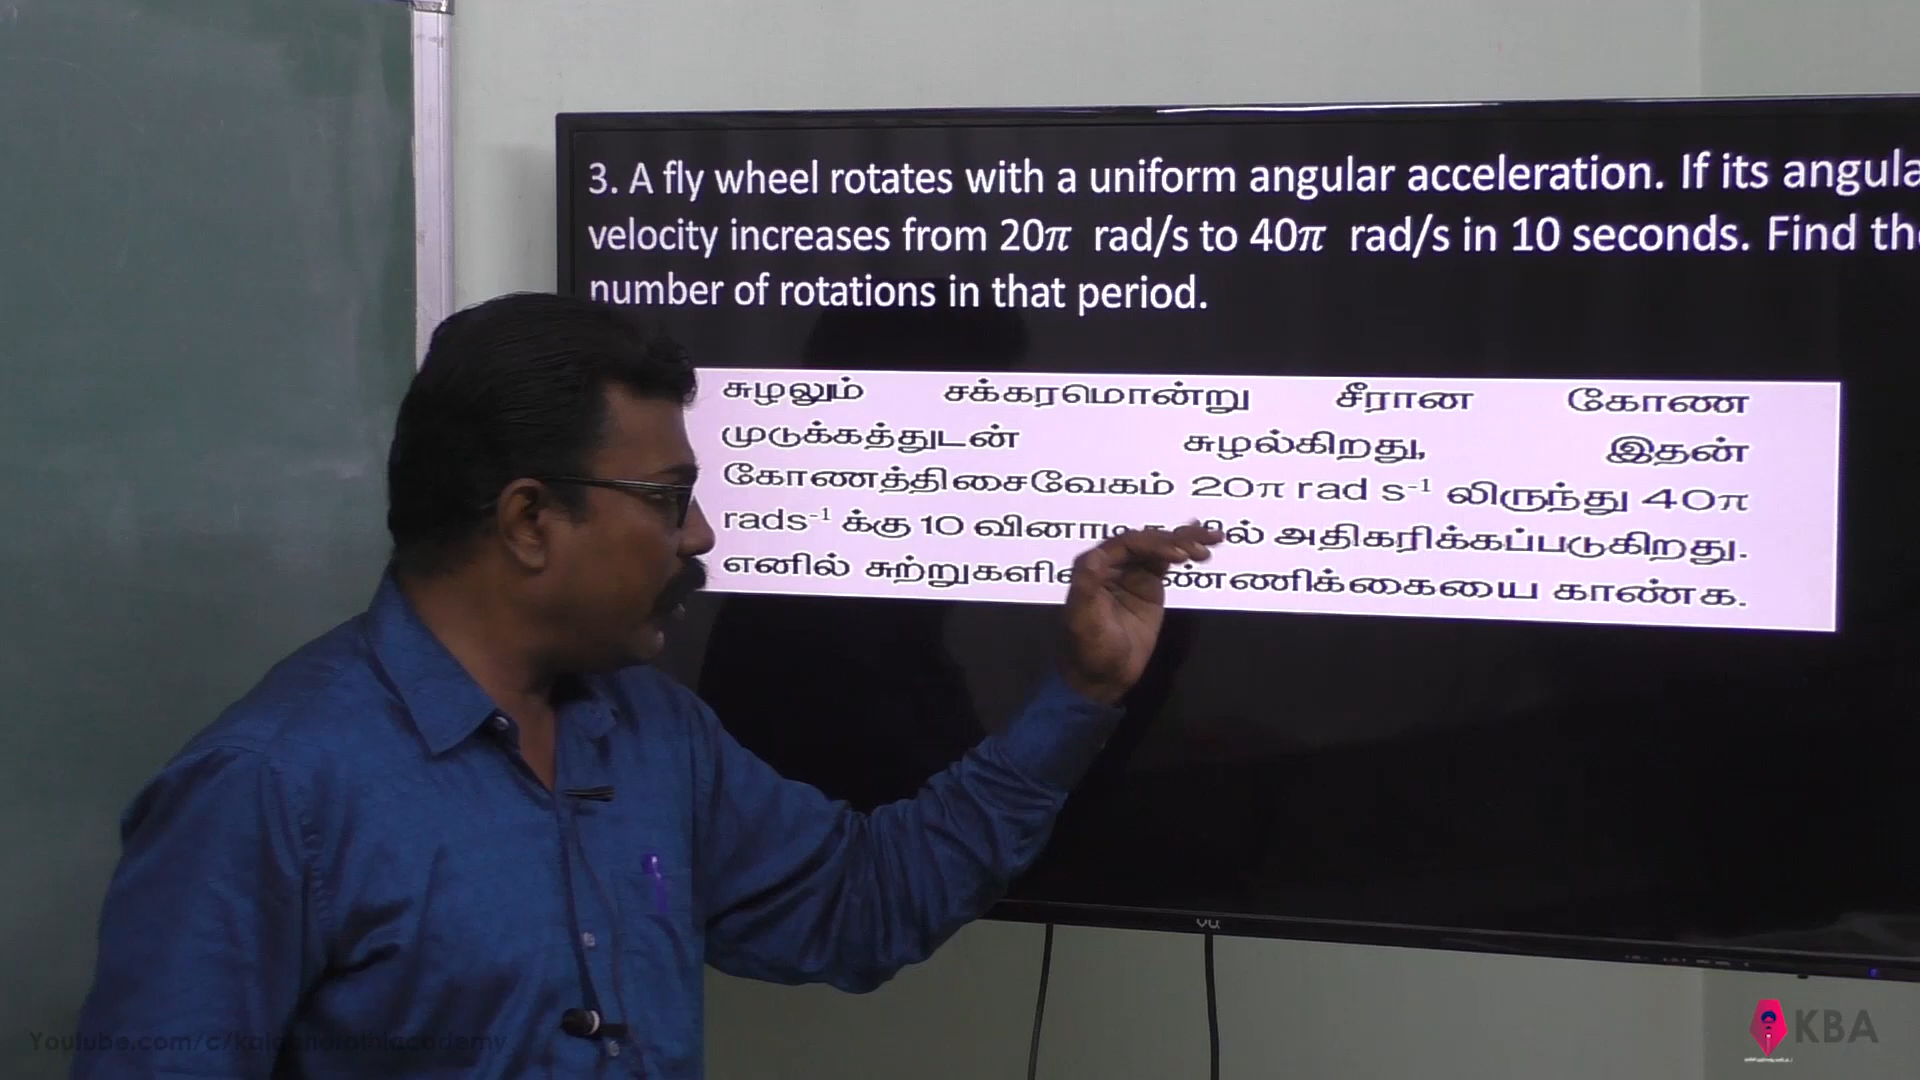 3. A fly wheel rotates with a uniform angular acceleration. If its angula
velocity increases from 20π rad/s to 40π rad/s in 10 seconds. Find th
number of rotations in that period.
சுழலும் சக்கரமொன்று சீரான கோண
முடுக்கத்துடன் சுழல்கிறது, இதன்
கோணத்திசைவேகம் 20π rad s⁻¹ லிருந்து 40π
rads⁻¹ க்கு 10 அதிகரிக்கப்படுகிறது.
எனில் காண்க.
vu
KBA